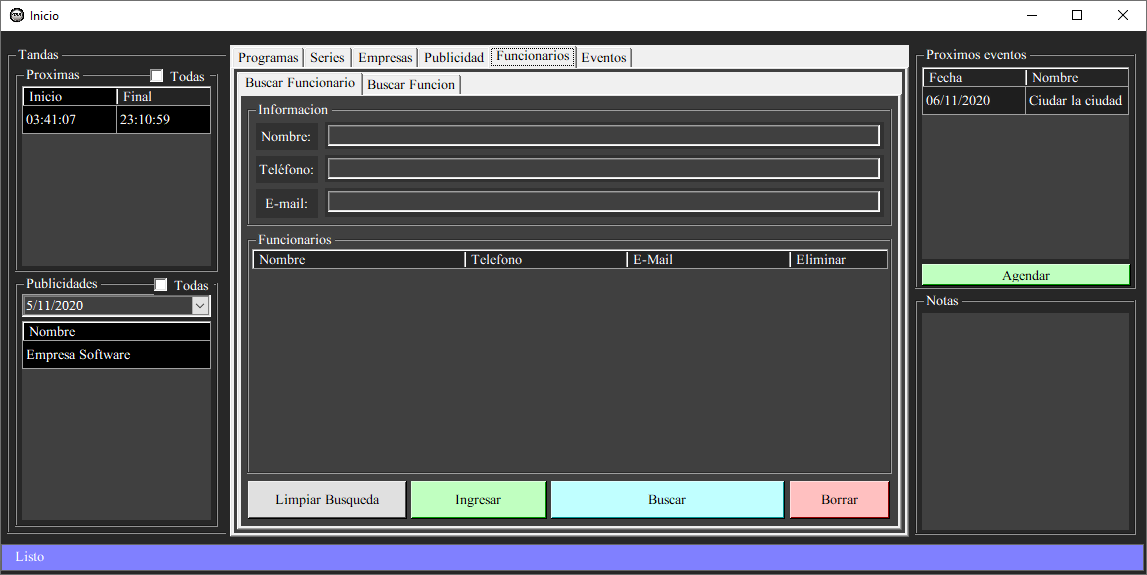 Inicio
Tandas
Proximas
Todas
Inicio Final
03:41:07 23:10:59
Publicidades
Todas
5/11/2020
Nombre
Empresa Software
Programas Series Empresas Publicidad Funcionarios Eventos
Buscar Funcionario Buscar Funcion
Informacion
Nombre:
Teléfono:
E-mail:
Funcionarios
Nombre Telefono E-Mail Eliminar
Limpiar Busqueda Ingresar Buscar Borrar
Proximos eventos
Fecha Nombre
06/11/2020 Ciudar la ciudad
Agendar
Notas
Listo